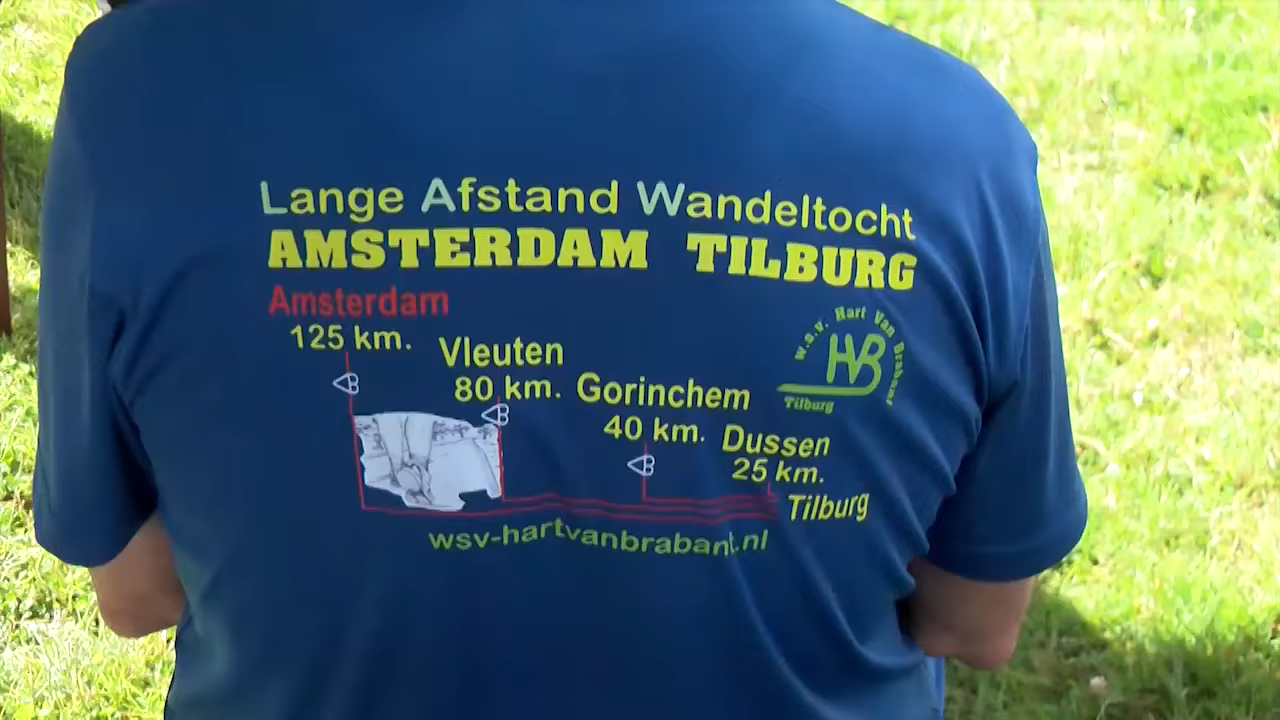 Lange Afstand Wandeltocht
AMSTERDAM TILBURG
Amsterdam
125 km.
Vleuten
80 km.
Gorinchem
40 km.
Dussen
25 km.
Tilburg
w.s.v. Hart Van Brabant
HVB
Tilburg
wsv-hartvanbrabant.nl